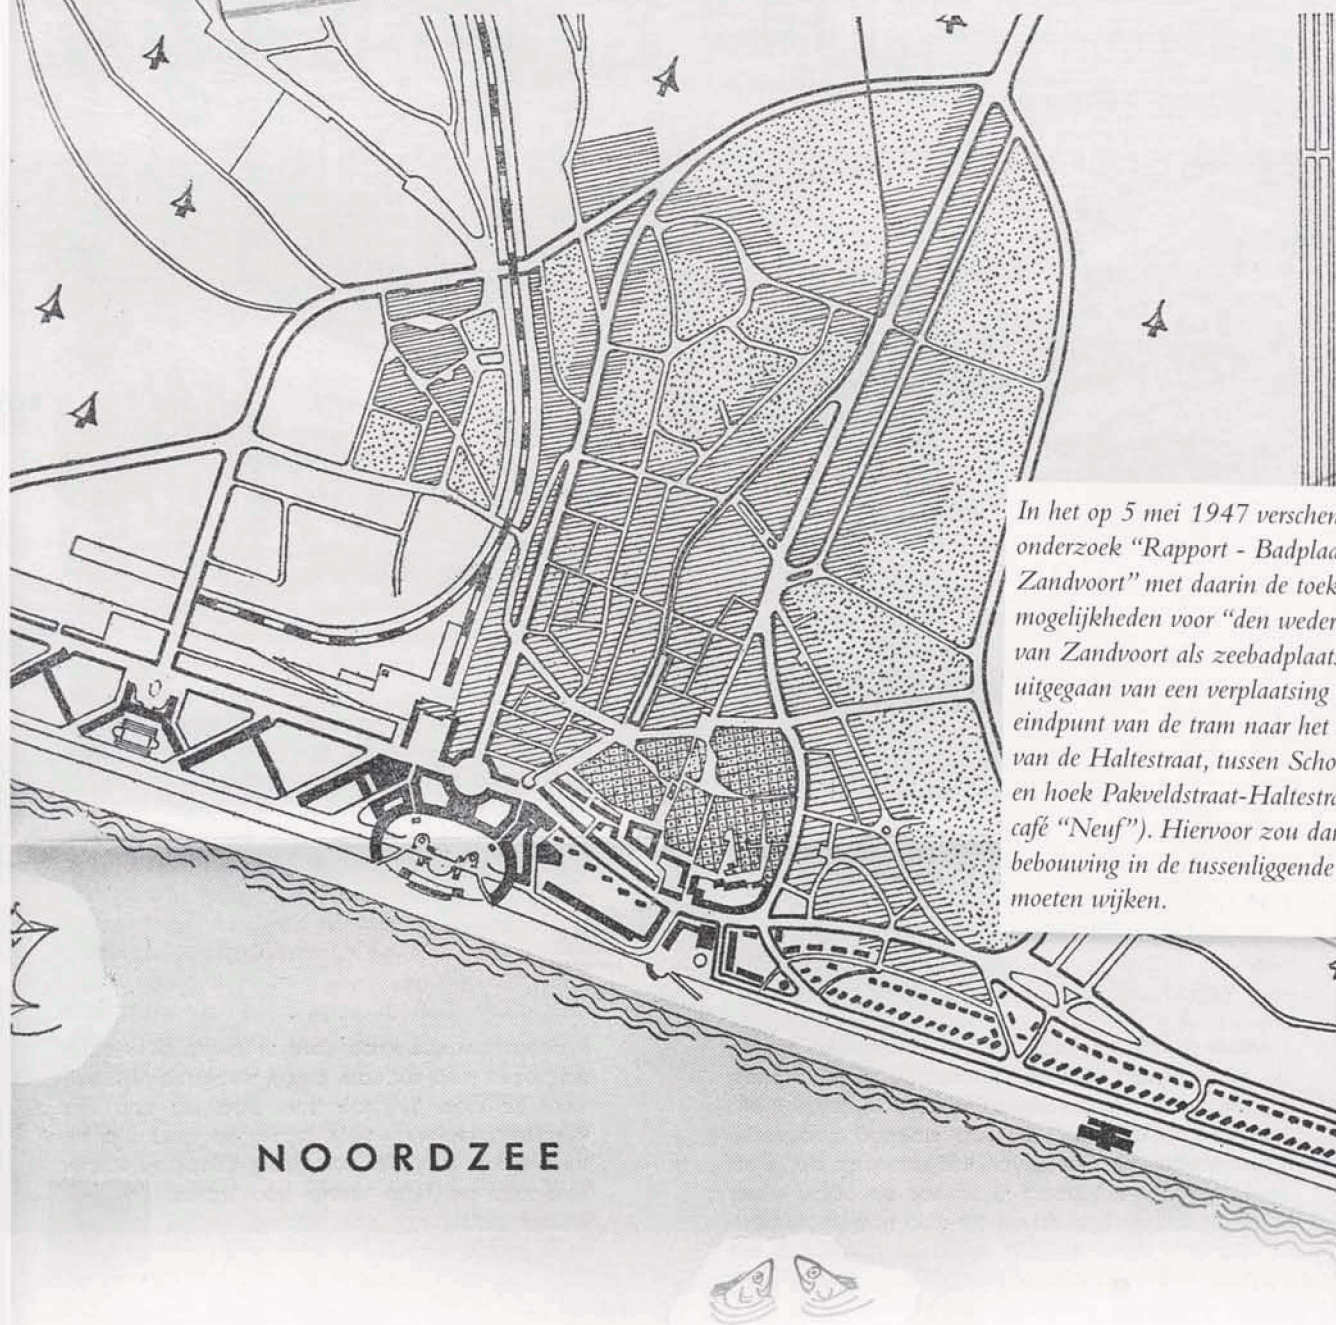 In het op 5 mei 1947 verschen
onderzoek “Rapport - Badplaa
Zandvoort” met daarin de toek
mogelijkheden voor “den weder
van Zandvoort als zeebadplaats
uitgegaan van een verplaatsing
eindpunt van de tram naar het
van de Haltestraat, tussen Scho
en hoek Pakveldstraat-Haltestra
café “Neuf”). Hiervoor zou dan
bebouwing in de tussenliggende
moeten wijken.
NOORDZEE